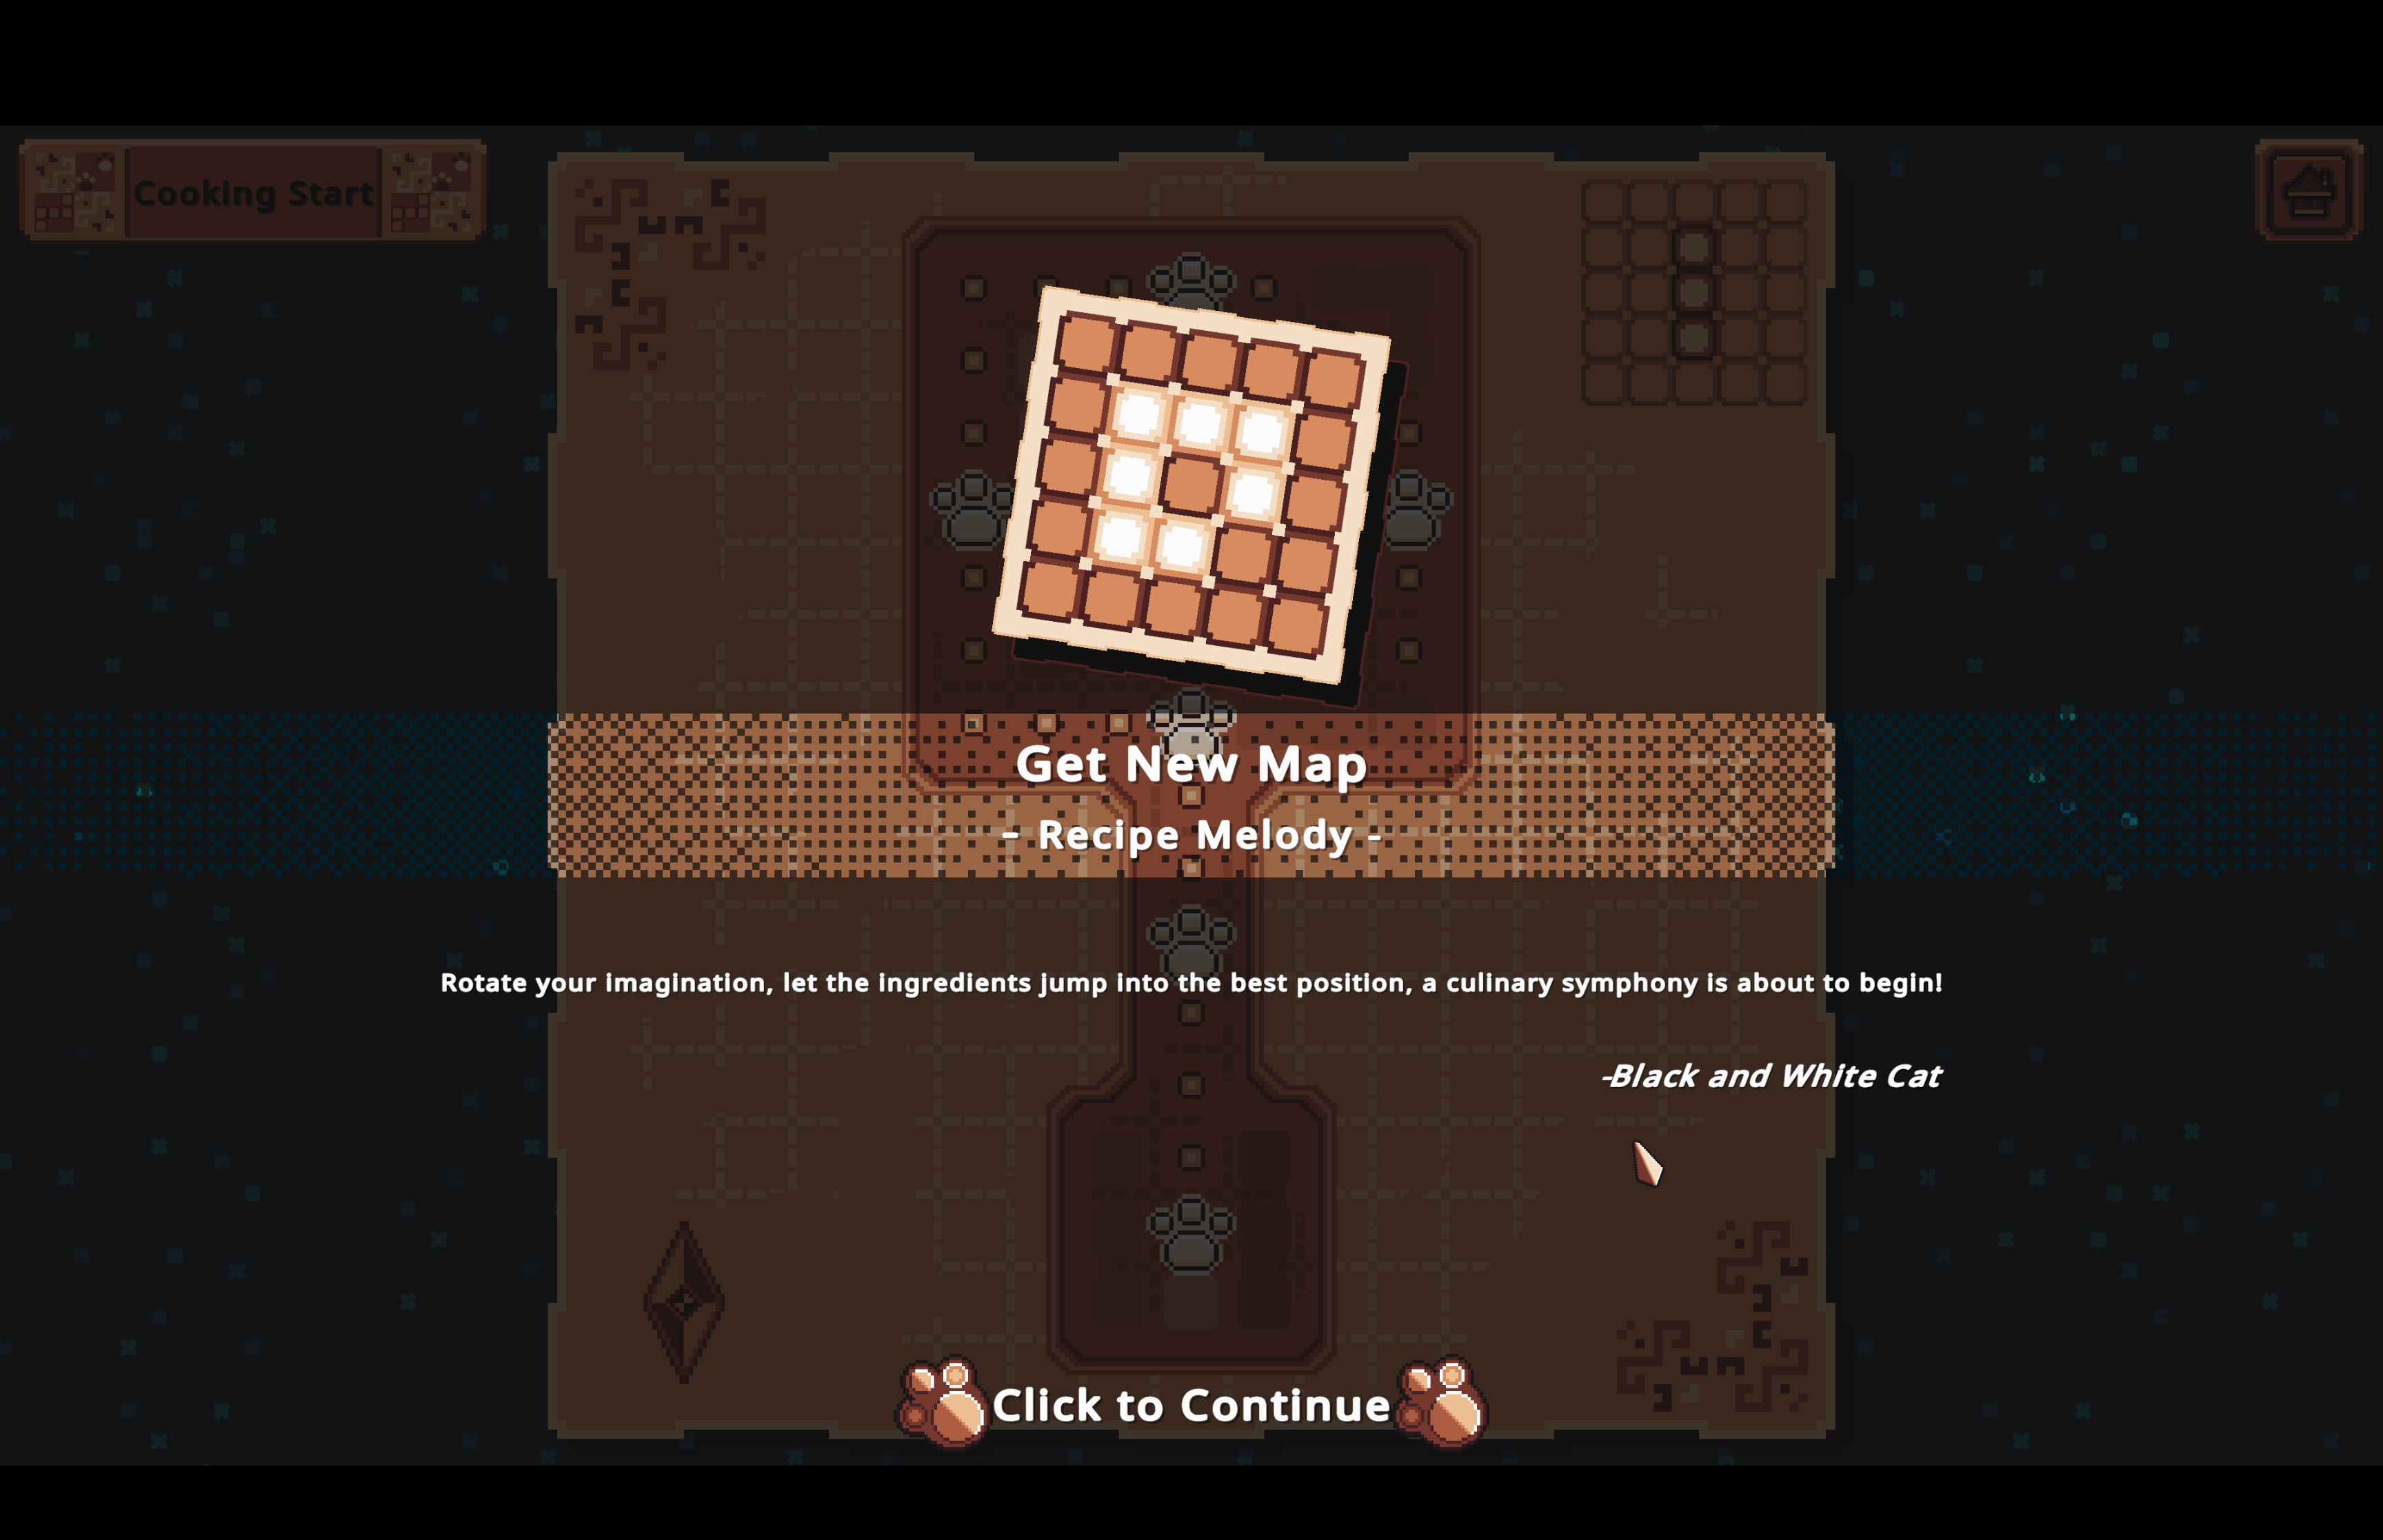 Cooking Start
Get New Map
- Recipe Melody -
Rotate your imagination, let the ingredients jump into the best position, a culinary symphony is about to begin!
-Black and White Cat
Click to Continue